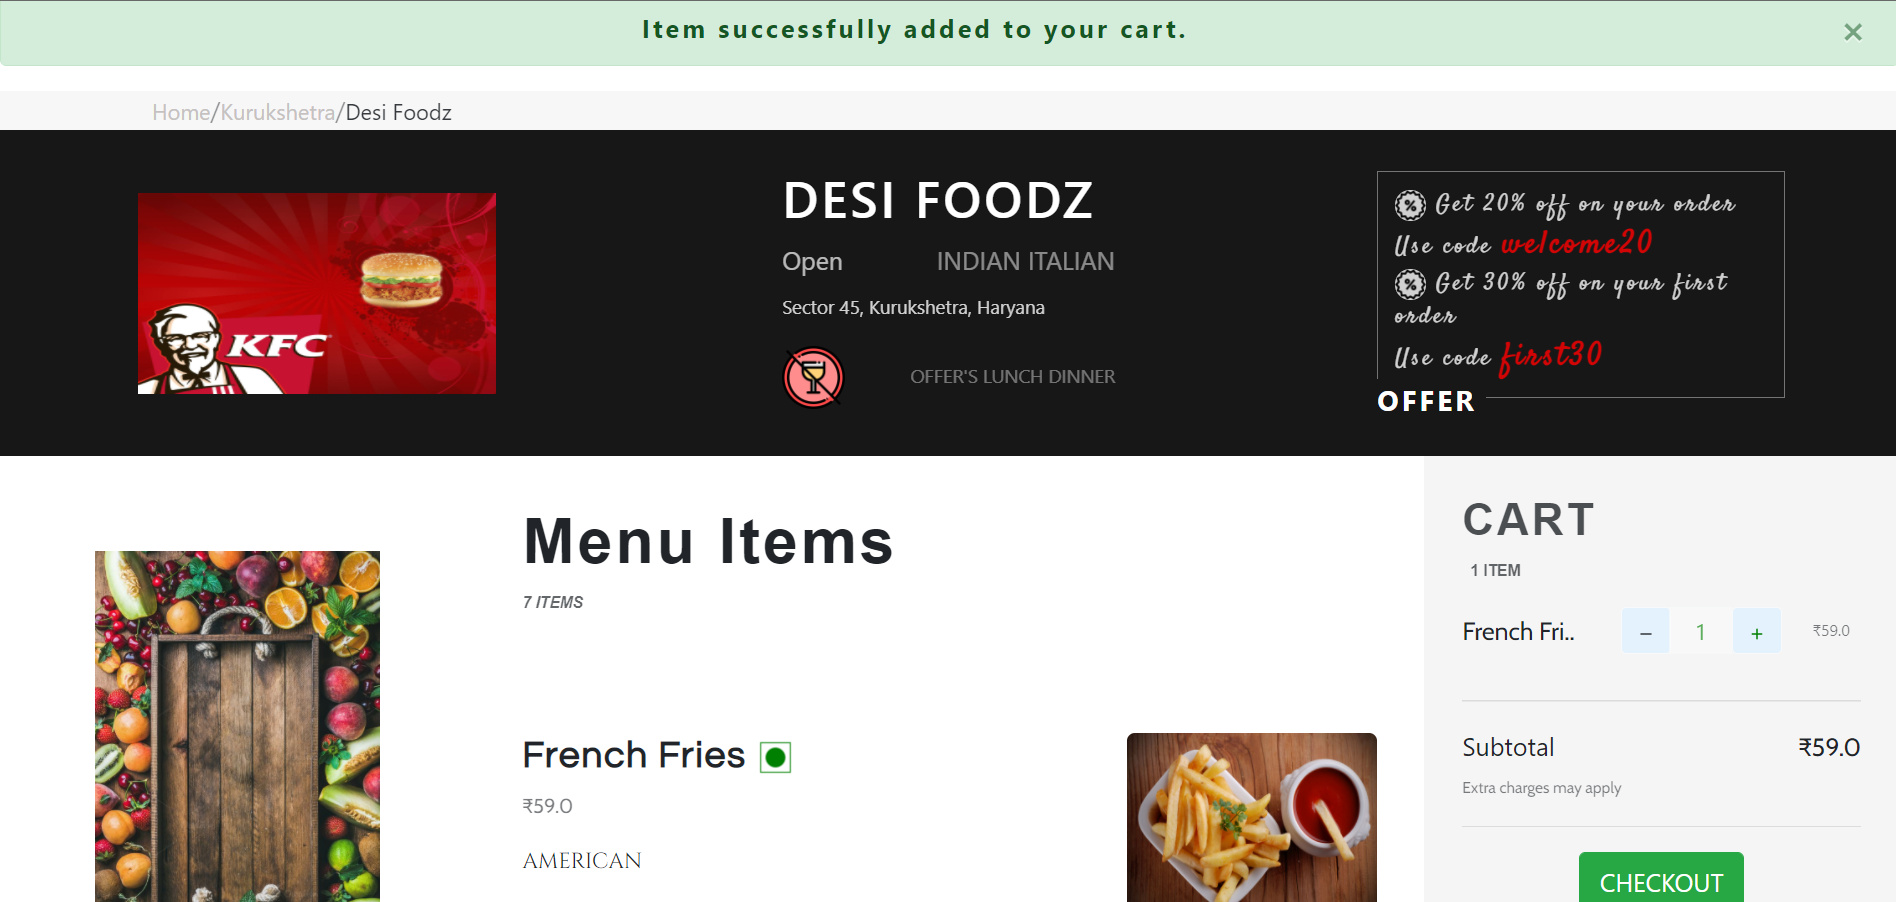 Item successfully added to your cart.
×
Home/Kurukshetra/Desi Foodz
KFC
DESI FOODZ
Open INDIAN ITALIAN
Sector 45, Kurukshetra, Haryana
OFFER'S LUNCH DINNER
% Get 20% off on your order
Use code welcome20
% Get 30% off on your first
order
Use code first30
OFFER
Menu Items
7 ITEMS
French Fries
₹59.0
AMERICAN
CART
1 ITEM
French Fri.. − 1 + ₹59.0
Subtotal ₹59.0
Extra charges may apply
CHECKOUT